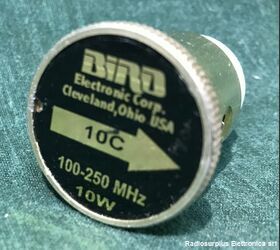 BIRD
Electronic Corp.
Cleveland,Ohio USA
10C
100-250 MHz
10W
Radiosurplus Elettronica srl